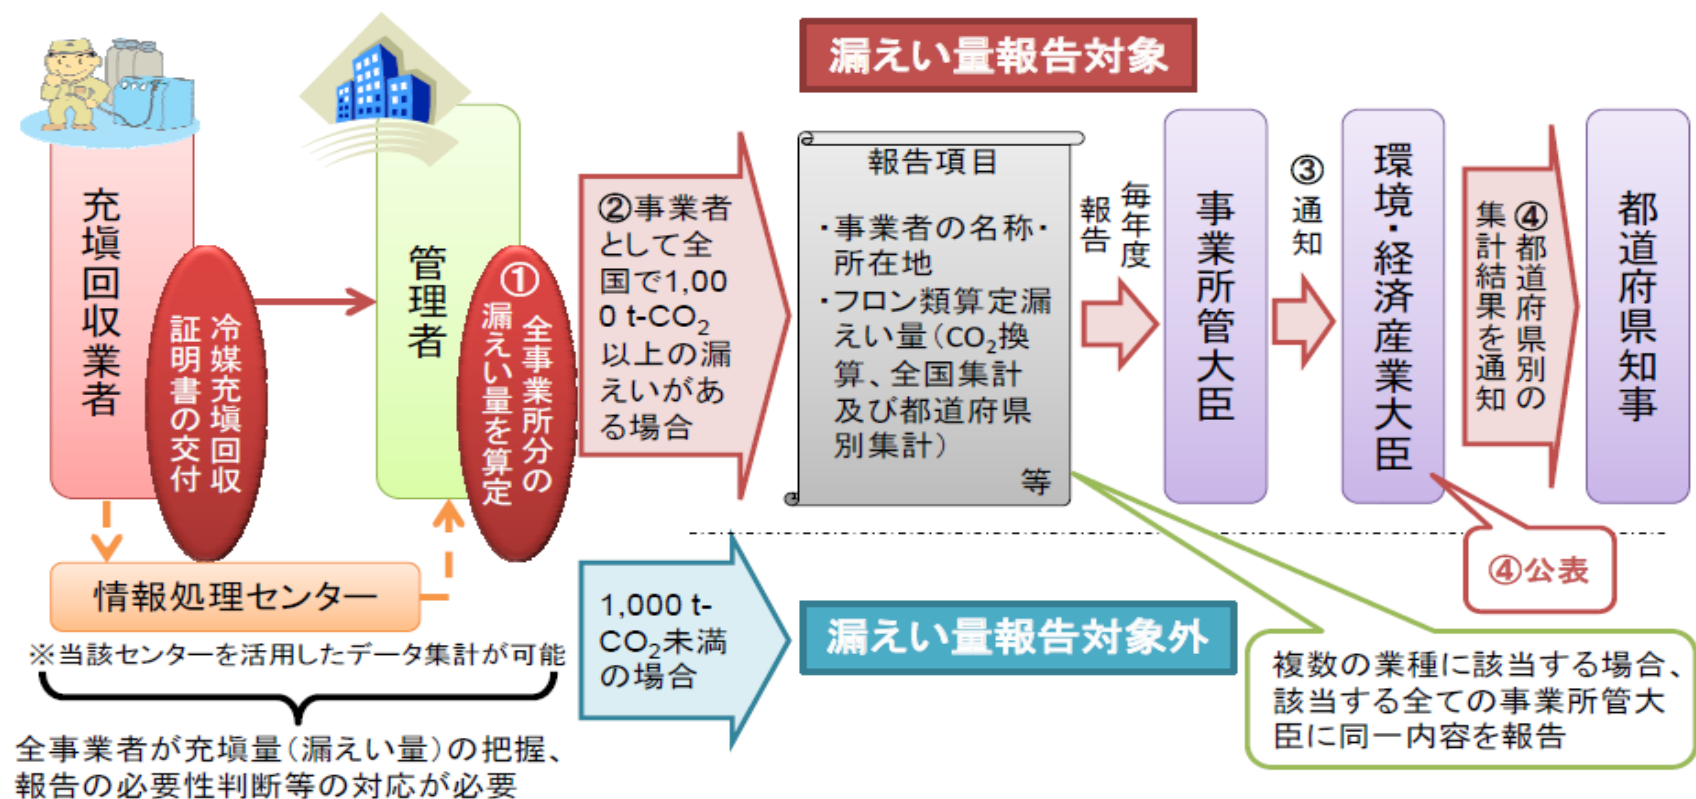 漏えい量報告対象
充塡回収業者
冷媒充塡回収
証明書の交付
管理者
①全事業所分の
漏えい量を算定
②事業者
として全
国で1,00
0 t-CO₂
以上の漏
えいがあ
る場合
報告項目
・事業者の名称・
所在地
・フロン類算定漏
えい量（CO₂換
算、全国集計
及び都道府県
別集計）
等
毎年度
報告
事業所管大臣
③通知
環境・経済産業大臣
④都道府県別の
集計結果を通知
都道府県知事
④公表
情報処理センター
※当該センターを活用したデータ集計が可能
全事業者が充塡量（漏えい量）の把握、
報告の必要性判断等の対応が必要
1,000 t-
CO₂未満
の場合
漏えい量報告対象外
複数の業種に該当する場合、
該当する全ての事業所管大
臣に同一内容を報告